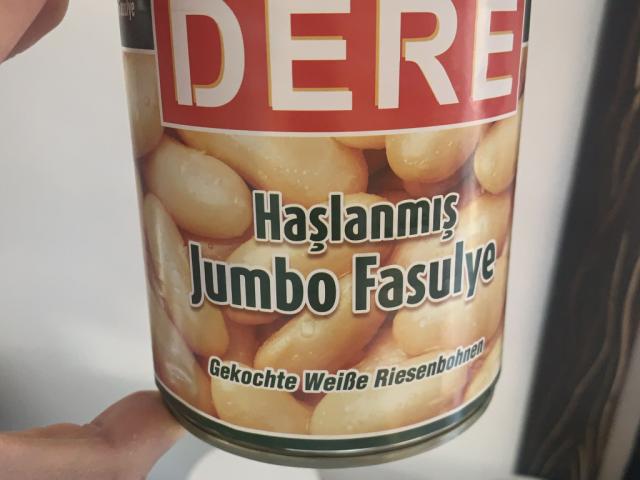 DERE
Haşlanmış
Jumbo Fasulye
Gekochte Weiße Riesenbohnen